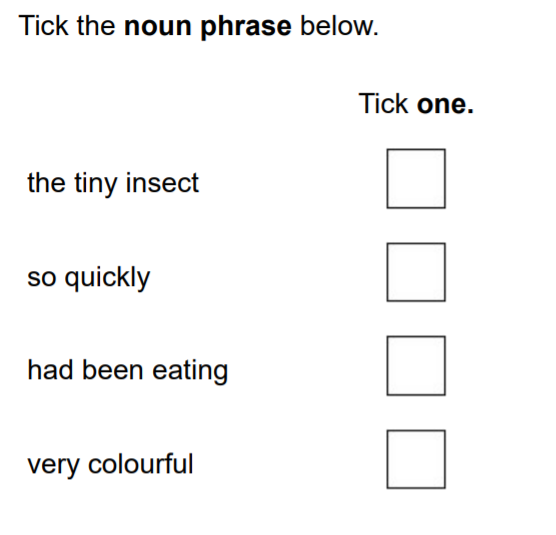 Tick the noun phrase below.
Tick one.
the tiny insect
so quickly
had been eating
very colourful